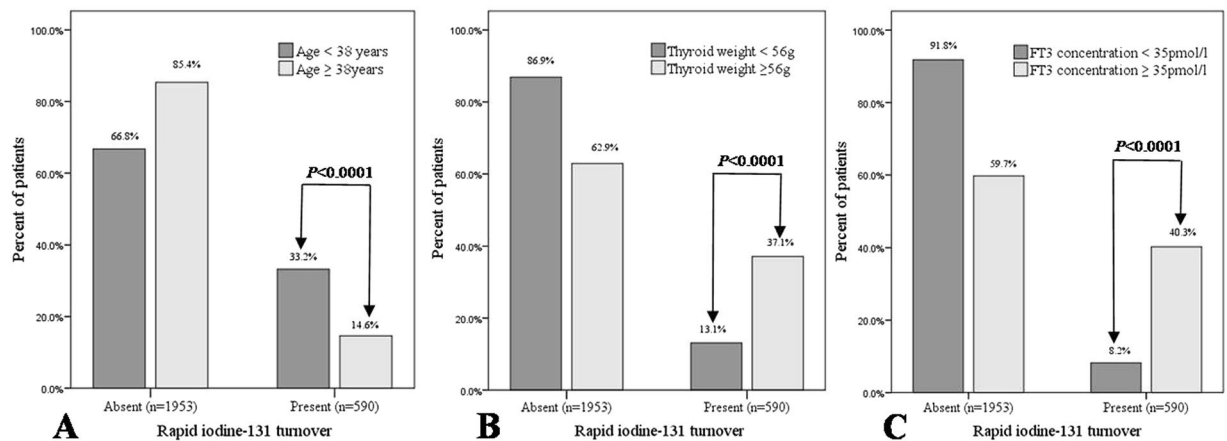 100.0%
80.0%
60.0%
40.0%
20.0%
0.0%
Percent of patients
Age < 38 years
Age ≥ 38years
66.8%
85.4%
P<0.0001
33.2%
14.6%
Absent (n=1953)
Present (n=590)
A
Rapid iodine-131 turnover
100.0%
80.0%
60.0%
40.0%
20.0%
0.0%
Percent of patients
Thyroid weight < 56g
Thyroid weight ≥56g
86.9%
62.9%
P<0.0001
13.1%
37.1%
Absent (n=1953)
Present (n=590)
B
Rapid iodine-131 turnover
100.0%
80.0%
60.0%
40.0%
20.0%
0.0%
Percent of patients
FT3 concentration < 35pmol/l
FT3 concentration ≥ 35pmol/l
91.8%
59.7%
P<0.0001
8.2%
40.3%
Absent (n=1953)
Present (n=590)
C
Rapid iodine-131 turnover